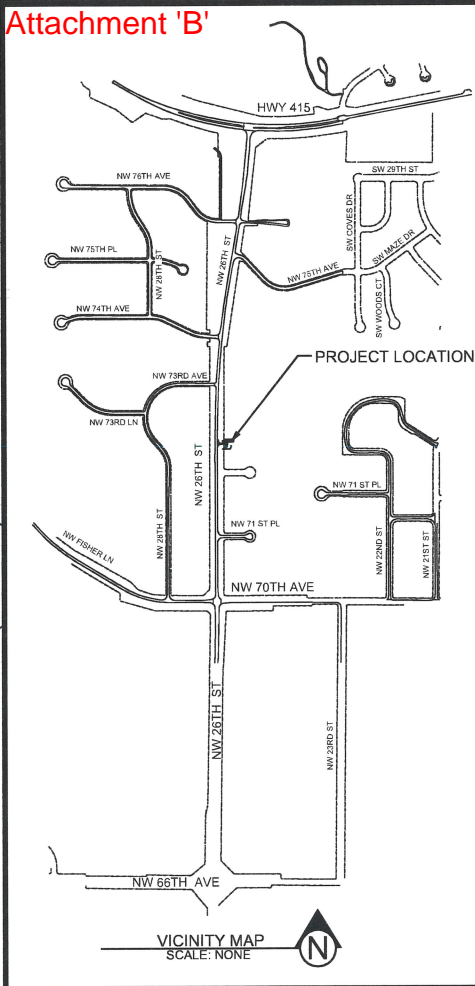 Attachment 'B'
HWY 415
SW 29TH ST
NW 76TH AVE
SW COVES DR
SW MAZE DR
NW 26TH ST
NW 75TH PL
NW 28TH ST
NW 75TH AVE
SW WOODS CT
NW 74TH AVE
PROJECT LOCATION
NW 73RD AVE
NW 73RD LN
NW 26TH ST
NW 71 ST PL
NW 71 ST PL
NW FISHER LN
NW 28TH ST
NW 22ND ST
NW 21ST ST
NW 70TH AVE
NW 26TH ST
NW 23RD ST
NW 66TH AVE
VICINITY MAP
SCALE: NONE
N